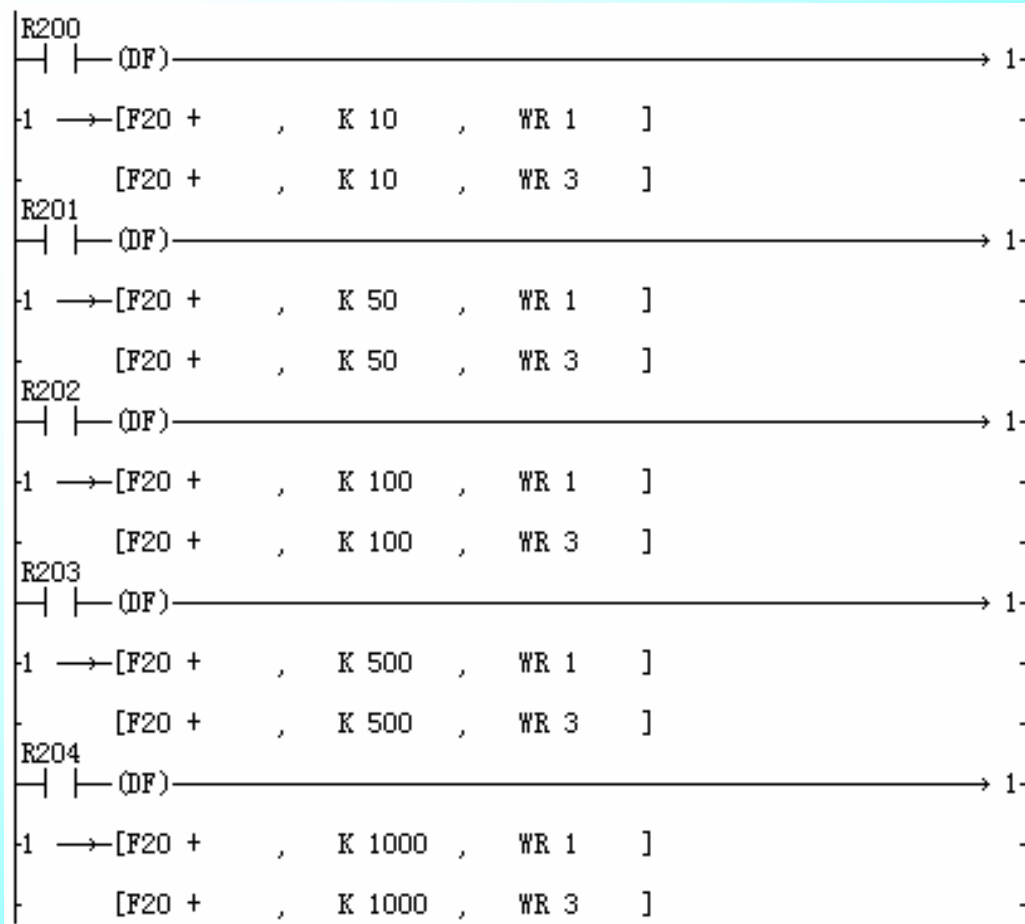 R200
(DF) 1
1 [F20 + , K 10 , WR 1 ]
[F20 + , K 10 , WR 3 ]
R201
(DF) 1
1 [F20 + , K 50 , WR 1 ]
[F20 + , K 50 , WR 3 ]
R202
(DF) 1
1 [F20 + , K 100 , WR 1 ]
[F20 + , K 100 , WR 3 ]
R203
(DF) 1
1 [F20 + , K 500 , WR 1 ]
[F20 + , K 500 , WR 3 ]
R204
(DF) 1
1 [F20 + , K 1000 , WR 1 ]
[F20 + , K 1000 , WR 3 ]